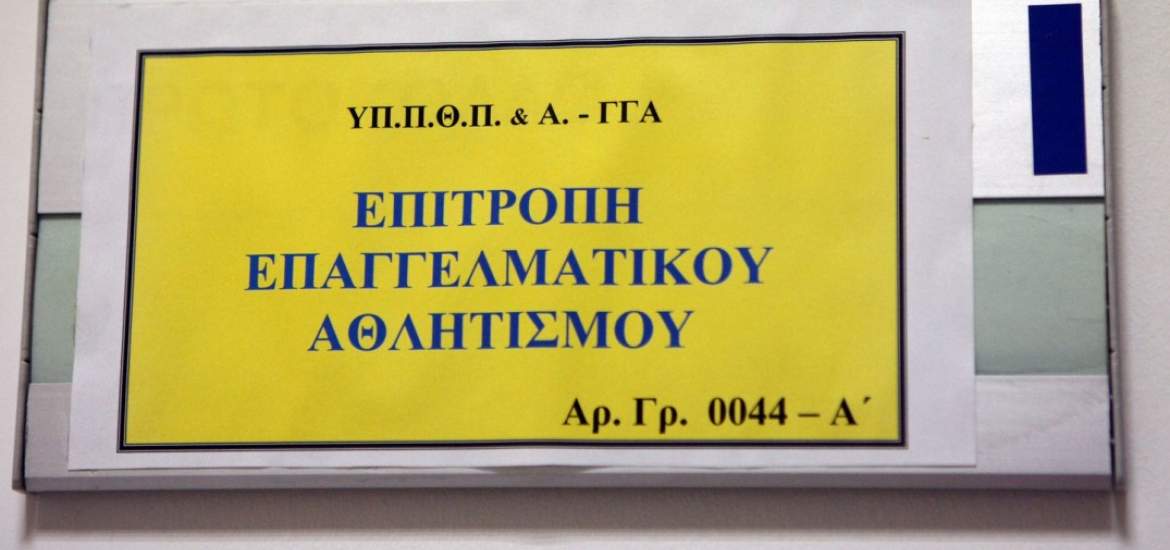 ΥΠ.Π.Θ.Π. & Α. - ΓΓΑ
ΕΠΙΤΡΟΠΗ
ΕΠΑΓΓΕΛΜΑΤΙΚΟΥ
ΑΘΛΗΤΙΣΜΟΥ
Αρ. Γρ. 0044 – Α΄